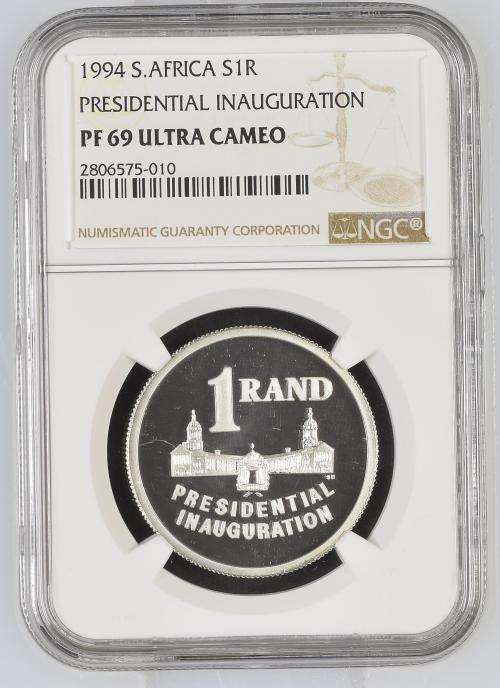 1994 S.AFRICA S1R
PRESIDENTIAL INAUGURATION
PF 69 ULTRA CAMEO
2806575-010
NUMISMATIC GUARANTY CORPORATION NGC®
1 RAND
PRESIDENTIAL
INAUGURATION